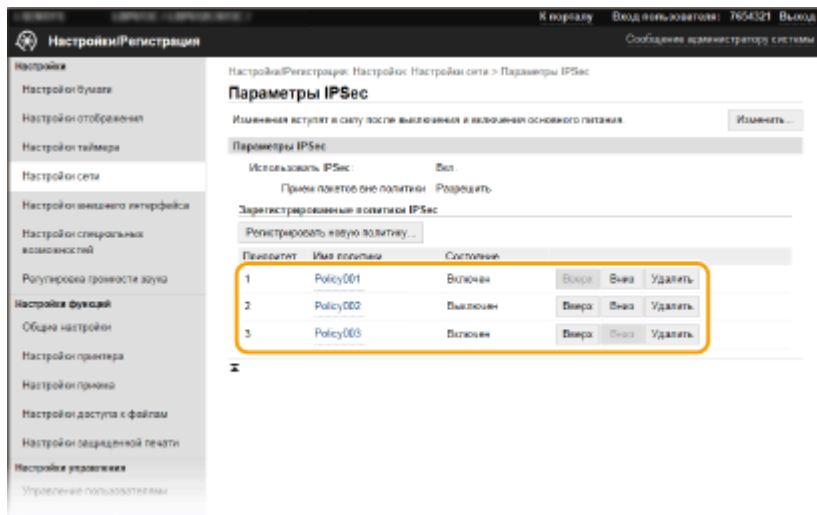 К порталу Вход пользователя: 7654321 Выход
Настройки/Регистрация
Сообщение администратору системы
Настройки
Настройки бумаги
Настройки отображения
Настройки таймера
Настройки сети
Настройки внешнего интерфейса
Настройки специальных
возможностей
Регулировка громкости звука
Настройки функций
Общие настройки
Настройки принтера
Настройки приема
Настройки доступа к файлам
Настройки защищенной печати
Настройки управления
Управление пользователями
Настройки/Регистрация: Настройки: Настройки сети > Параметры IPSec
Параметры IPSec
Изменения вступят в силу после выключения и включения основного питания.
Изменить...
Параметры IPSec
Использовать IPSec: Вкл.
Прием пакетов вне политики Разрешить
Зарегистрированные политики IPSec
Регистрировать новую политику...
Приоритет Имя политики Состояние
1 Policy001 Включен Вверх Вниз Удалить
2 Policy002 Выключен Вверх Вниз Удалить
3 Policy003 Включен Вверх Вниз Удалить